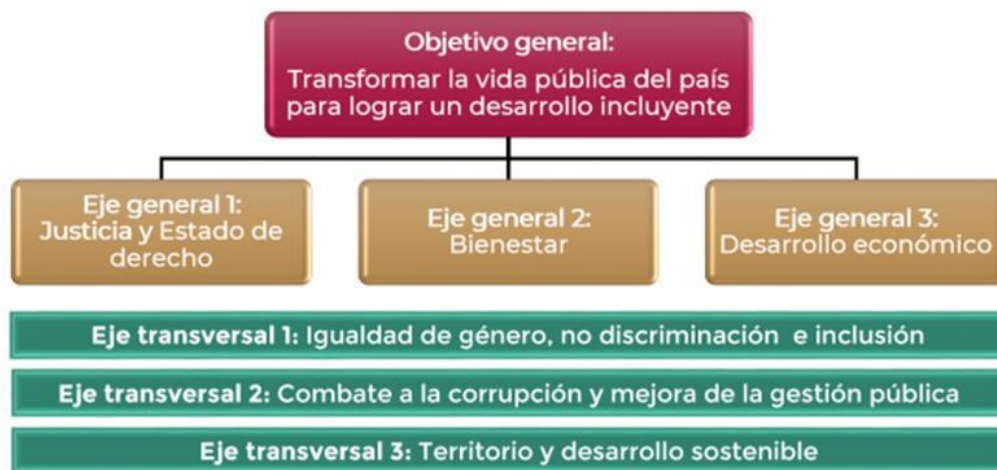 Objetivo general:
Transformar la vida pública del país
para lograr un desarrollo incluyente
Eje general 1:
Justicia y Estado de
derecho
Eje general 2:
Bienestar
Eje general 3:
Desarrollo económico
Eje transversal 1: Igualdad de género, no discriminación e inclusión
Eje transversal 2: Combate a la corrupción y mejora de la gestión pública
Eje transversal 3: Territorio y desarrollo sostenible